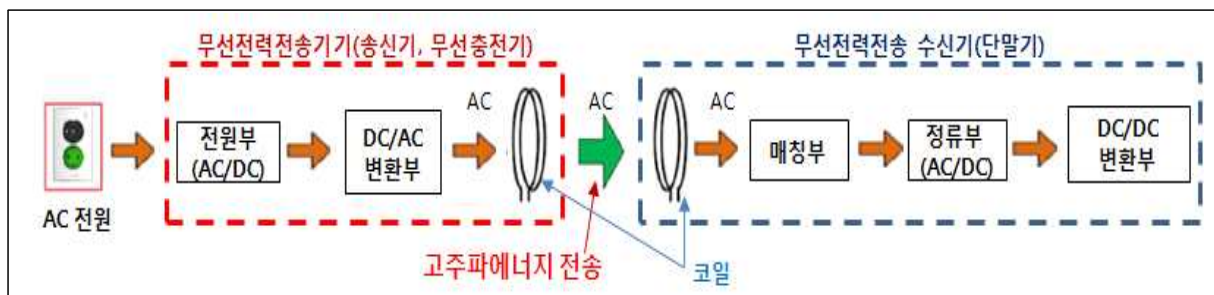 무선전력전송기기(송신기, 무선충전기)
무선전력전송 수신기(단말기)
AC 전원
전원부
(AC/DC)
DC/AC
변환부
AC
AC
AC
매칭부
정류부
(AC/DC)
DC/DC
변환부
고주파에너지 전송
코일